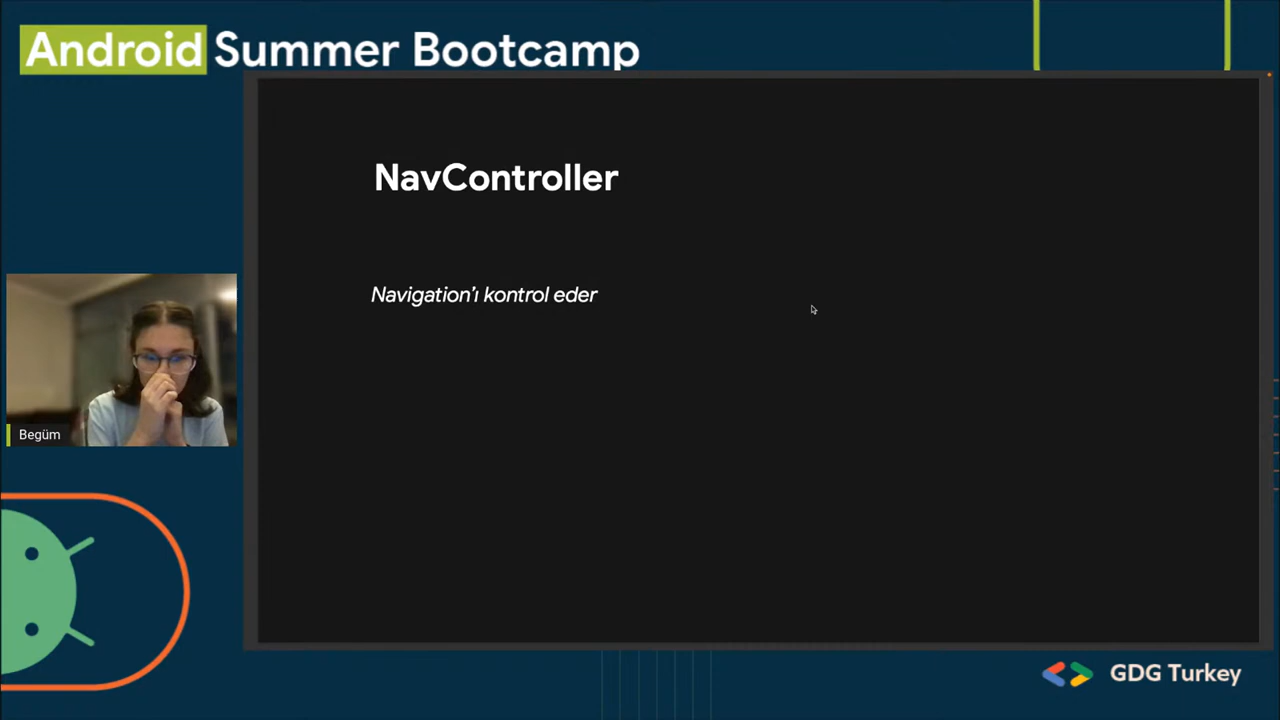 Android Summer Bootcamp
NavController
Navigation'ı kontrol eder
Begüm
GDG Turkey